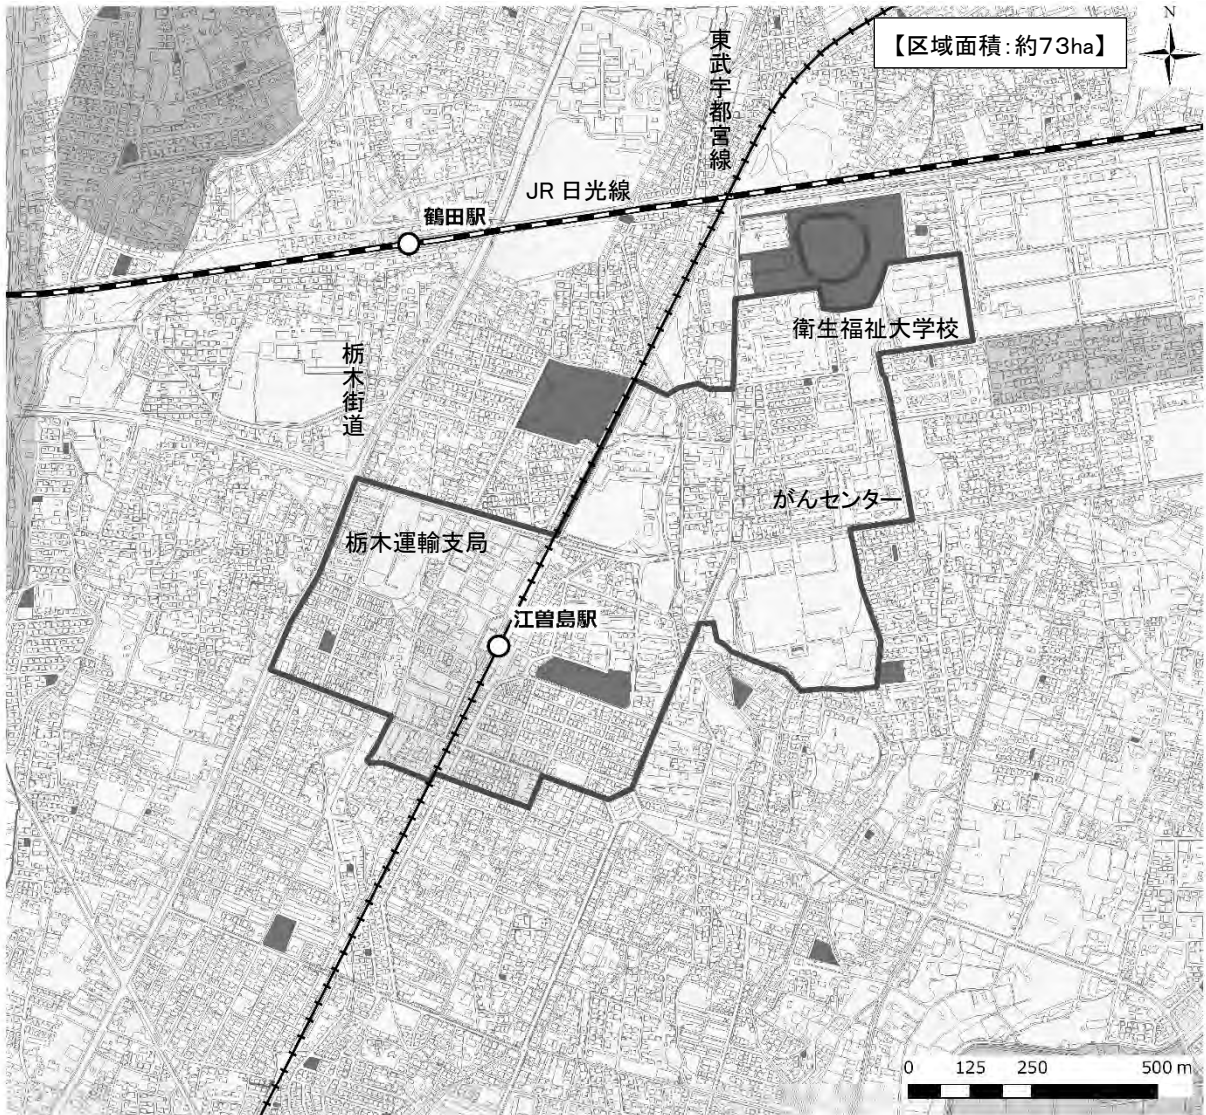 【区域面積:約73ha】
N
東武宇都宮線
JR 日光線
鶴田駅
衛生福祉大学校
栃木街道
がんセンター
栃木運輸支局
江曽島駅
0 125 250 500 m